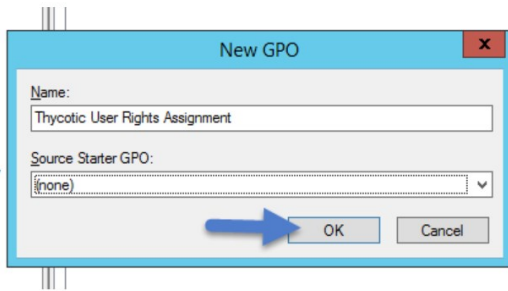 New GPO
x
Name:
Thycotic User Rights Assignment
Source Starter GPO:
(none)
OK Cancel